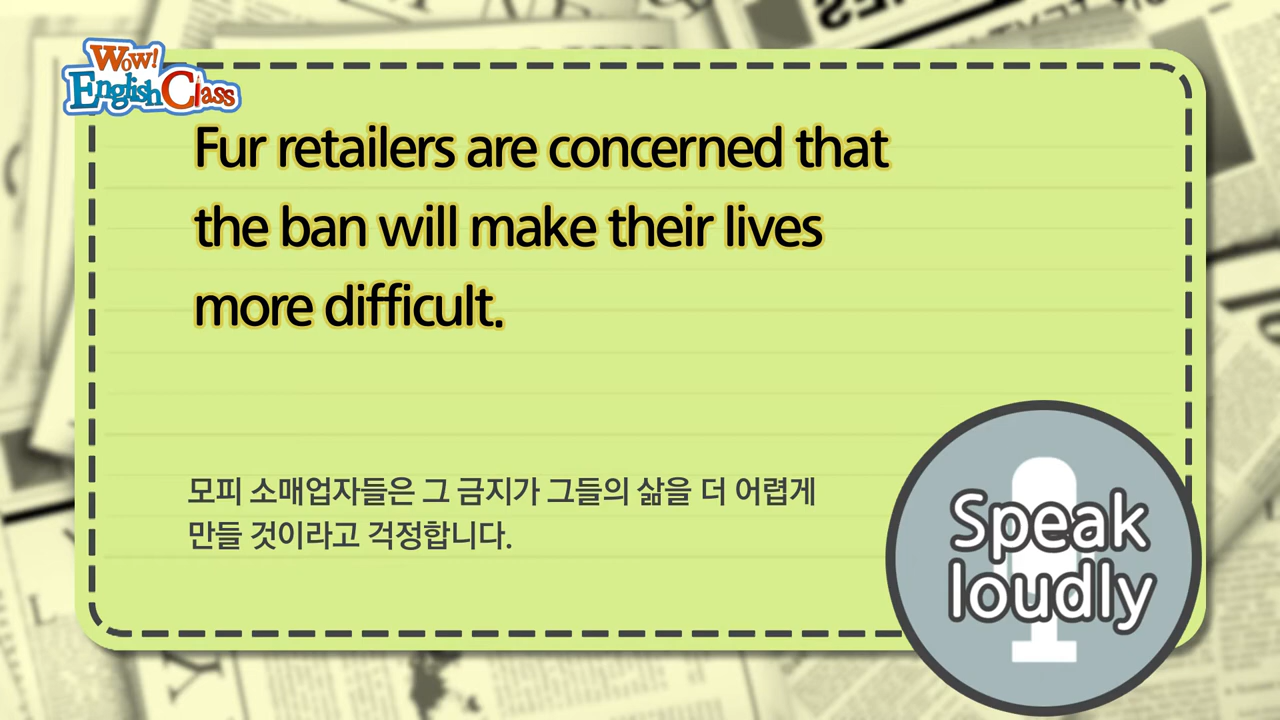 Wow!
English Class
Fur retailers are concerned that
the ban will make their lives
more difficult.
모피 소매업자들은 그 금지가 그들의 삶을 더 어렵게
만들 것이라고 걱정합니다.
Speak
loudly